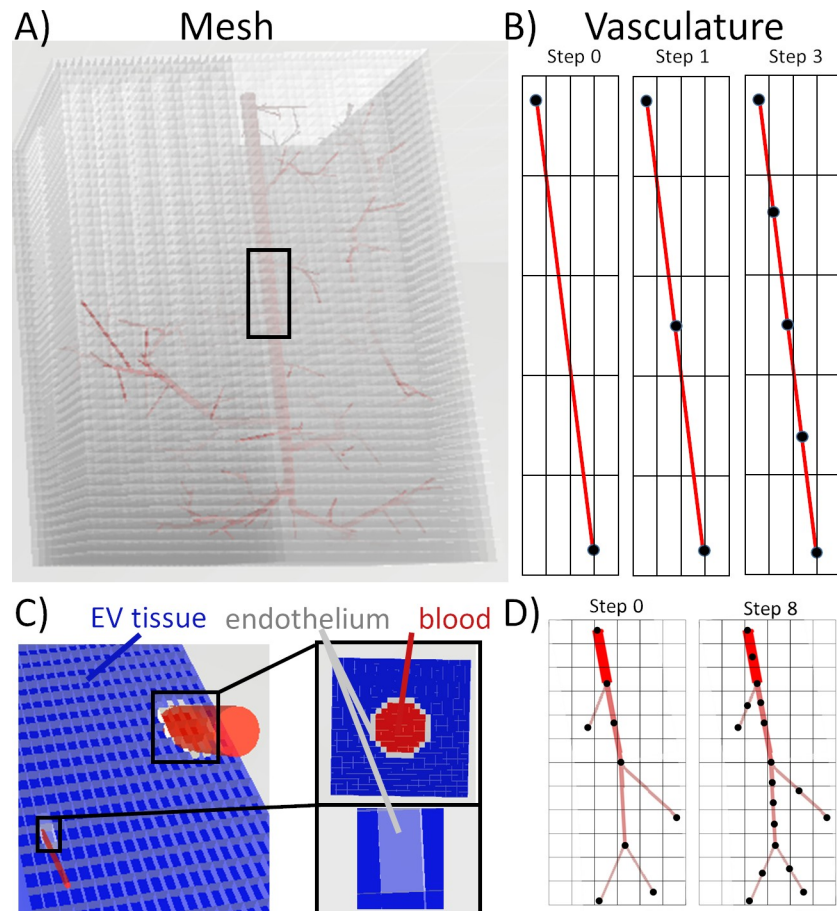 A)
Mesh
B)
Vasculature
Step 0
Step 1
Step 3
C)
EV tissue
endothelium
blood
D)
Step 0
Step 8